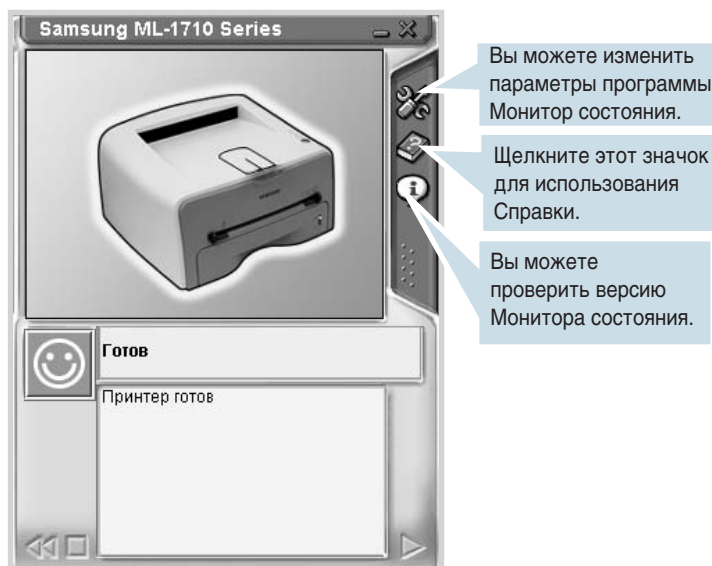 Samsung ML-1710 Series
Вы можете изменить
параметры программы
Монитор состояния.
Щелкните этот значок
для использования
Справки.
Вы можете
проверить версию
Монитора состояния.
Готов
Принтер готов